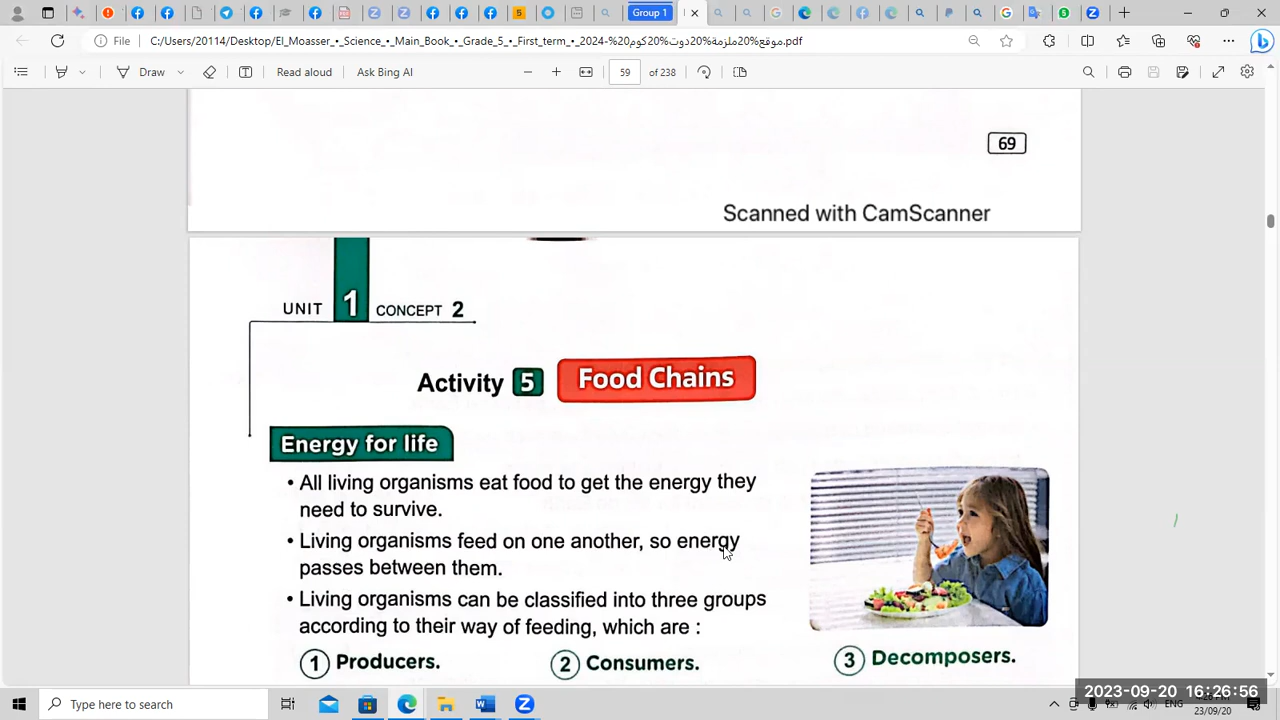 Group 1
File
C:/Users/20114/Desktop/El_Moasser_•_Science_•_Main_Book_•_Grade_5_•_First_term_•_2024-%20موقع%20ملزمة%20دوت%20كوم.pdf
Draw
Read aloud
Ask Bing AI
59
of 238
69
Scanned with CamScanner
UNIT 1 CONCEPT 2
Activity 5 Food Chains
Energy for life
• All living organisms eat food to get the energy they
need to survive.
• Living organisms feed on one another, so energy
passes between them.
• Living organisms can be classified into three groups
according to their way of feeding, which are :
1 Producers. 2 Consumers. 3 Decomposers.
2023-09-20 16:26:56
Type here to search
ENG
23/09/20